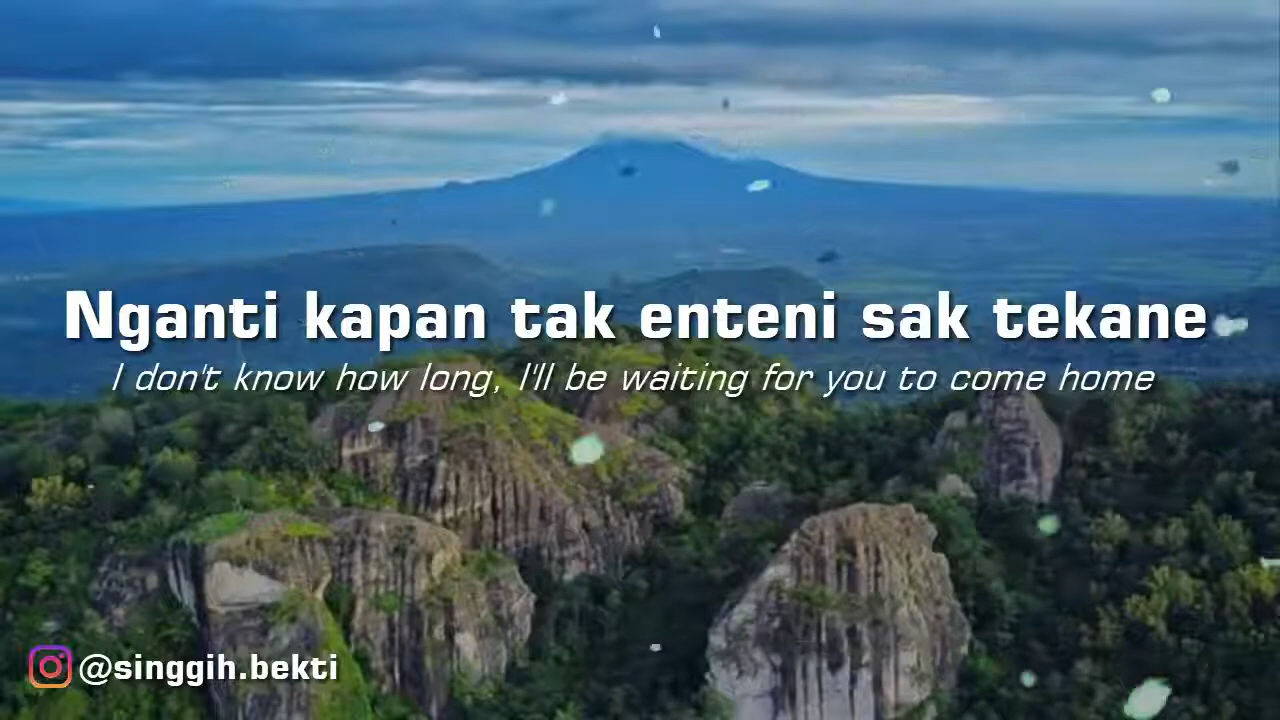 Nganti kapan tak enteni sak tekane
I don't know how long, I'll be waiting for you to come home
@singgih.bekti